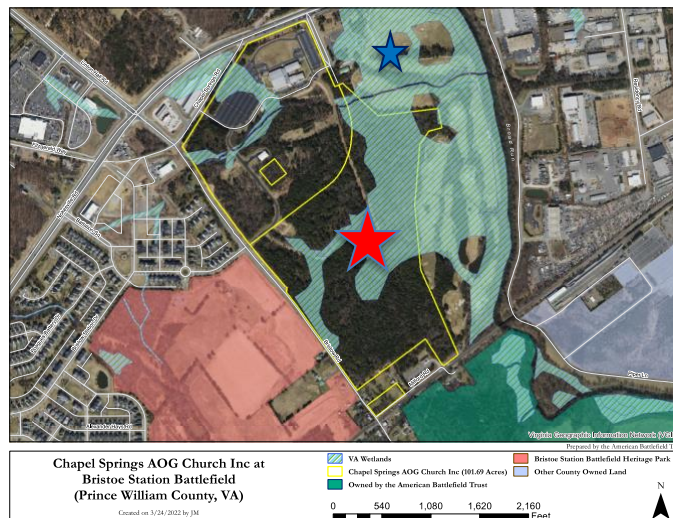 Broad Run
Piper Ln
Virginia Geographic Information Network (VGI
Prepared by the American Battlefield T
Chapel Springs AOG Church Inc at
Bristoe Station Battlefield
(Prince William County, VA)
Created on 3/24/2022 by JM
VA Wetlands
Chapel Springs AOG Church Inc (101.69 Acres)
Owned by the American Battlefield Trust
Bristoe Station Battlefield Heritage Park
Other County Owned Land
0 540 1,080 1,620 2,160
Feet
N